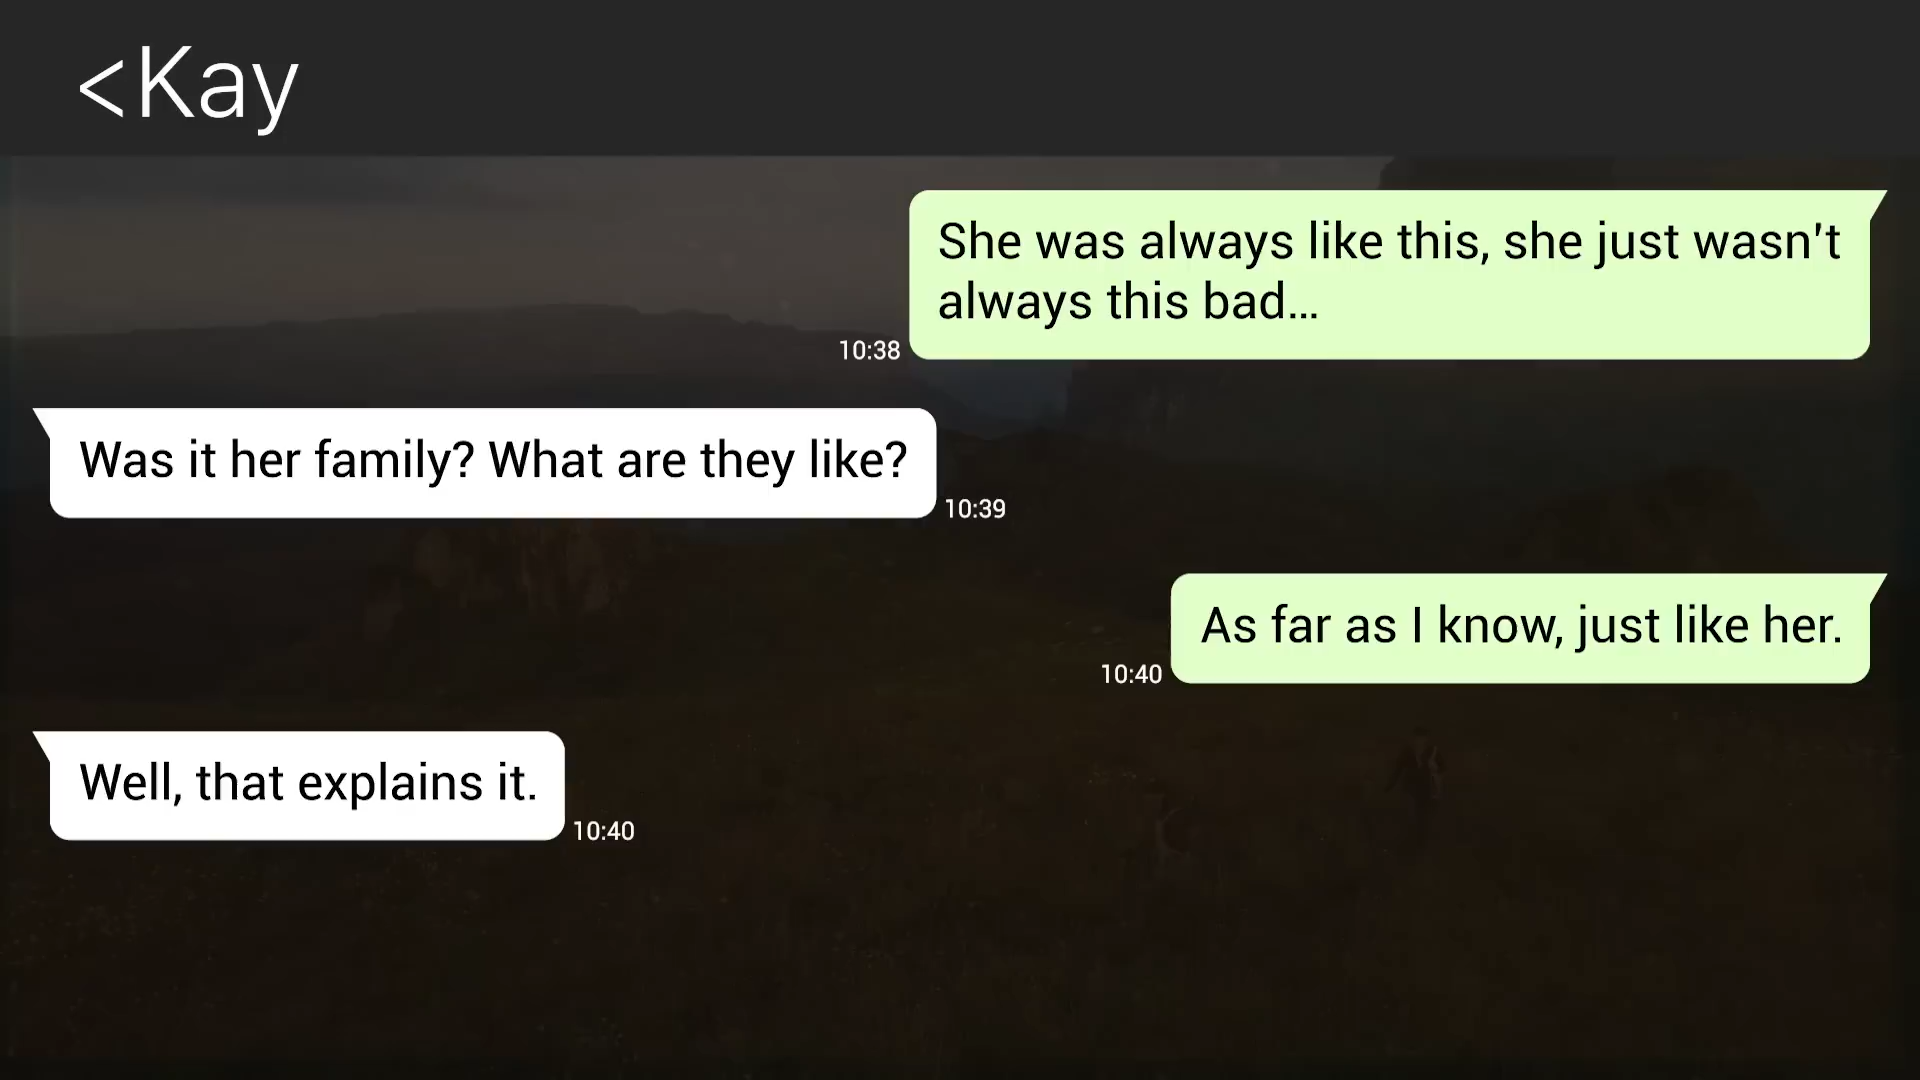 <Kay
She was always like this, she just wasn't
always this bad...
10:38
Was it her family? What are they like?
10:39
As far as I know, just like her.
10:40
Well, that explains it.
10:40